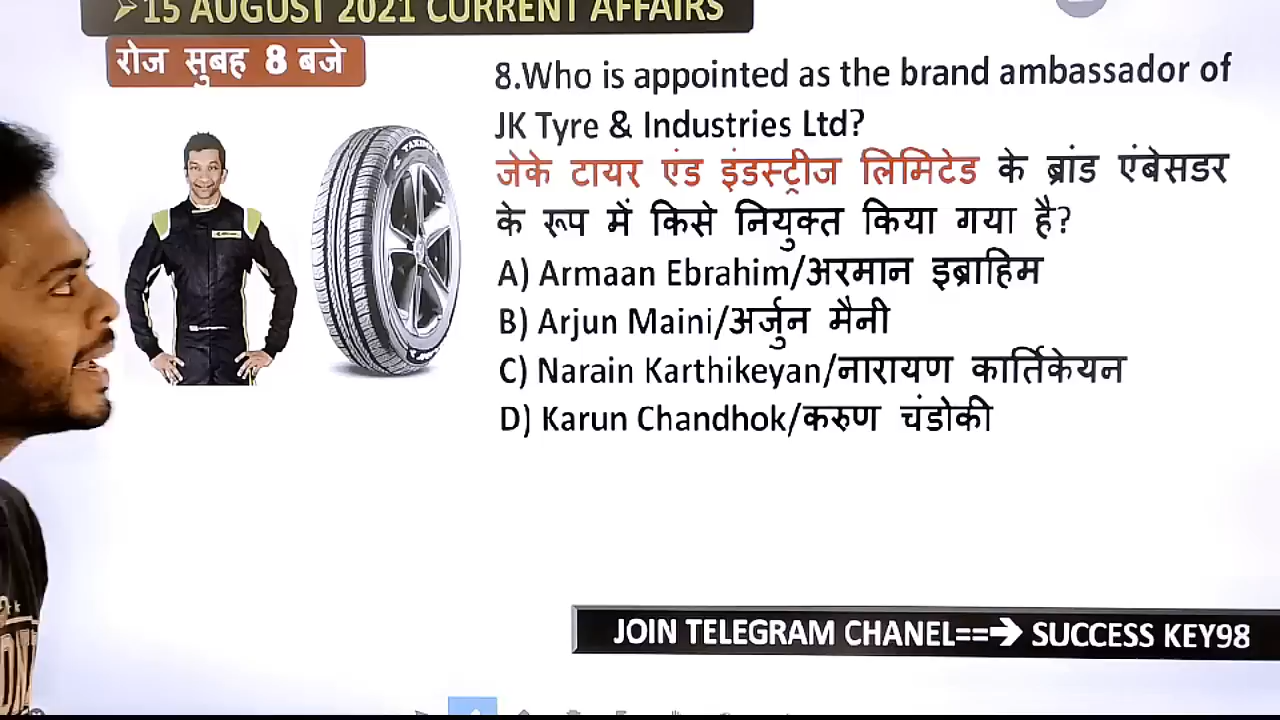 ➢15 AUGUST 2021 CURRENT AFFAIRS
रोज सुबह 8 बजे
8.Who is appointed as the brand ambassador of
JK Tyre & Industries Ltd?
जेके टायर एंड इंडस्ट्रीज लिमिटेड के ब्रांड एंबेसडर
के रूप में किसे नियुक्त किया गया है?
A) Armaan Ebrahim/अरमान इब्राहिम
B) Arjun Maini/अर्जुन मैनी
C) Narain Karthikeyan/नारायण कार्तिकेयन
D) Karun Chandhok/करुण चंडोकी
JOIN TELEGRAM CHANEL==➔ SUCCESS KEY98